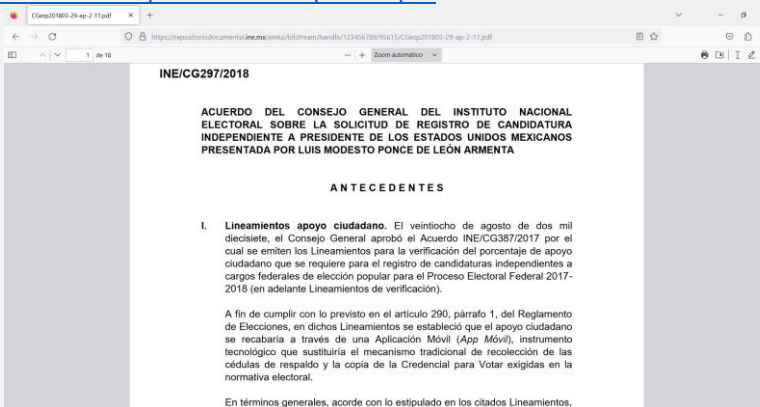 CGesp201803-29-ap-2-11.pdf
https://repositoriodocumental.ine.mx/xmlui/bitstream/handle/123456789/95615/CGesp201803-29-ap-2-11.pdf
1 de 18
Zoom automático
INE/CG297/2018
ACUERDO DEL CONSEJO GENERAL DEL INSTITUTO NACIONAL
ELECTORAL SOBRE LA SOLICITUD DE REGISTRO DE CANDIDATURA
INDEPENDIENTE A PRESIDENTE DE LOS ESTADOS UNIDOS MEXICANOS
PRESENTADA POR LUIS MODESTO PONCE DE LEÓN ARMENTA
A N T E C E D E N T E S
I. Lineamientos apoyo ciudadano. El veintiocho de agosto de dos mil
diecisiete, el Consejo General aprobó el Acuerdo INE/CG387/2017 por el
cual se emiten los Lineamientos para la verificación del porcentaje de apoyo
ciudadano que se requiere para el registro de candidaturas independientes a
cargos federales de elección popular para el Proceso Electoral Federal 2017-
2018 (en adelante Lineamientos de verificación).
A fin de cumplir con lo previsto en el artículo 290, párrafo 1, del Reglamento
de Elecciones, en dichos Lineamientos se estableció que el apoyo ciudadano
se recabaría a través de una Aplicación Móvil (App Móvil), instrumento
tecnológico que sustituiría el mecanismo tradicional de recolección de las
cédulas de respaldo y la copia de la Credencial para Votar exigidas en la
normativa electoral.
En términos generales, acorde con lo estipulado en los citados Lineamientos,